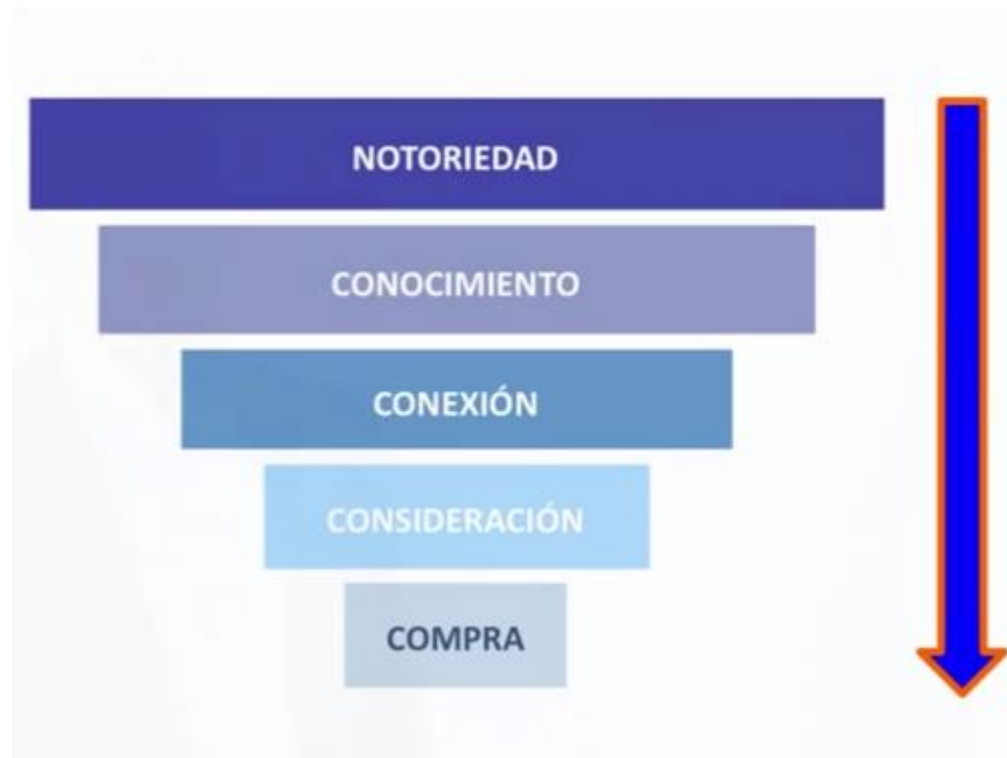 NOTORIEDAD
CONOCIMIENTO
CONEXIÓN
CONSIDERACIÓN
COMPRA